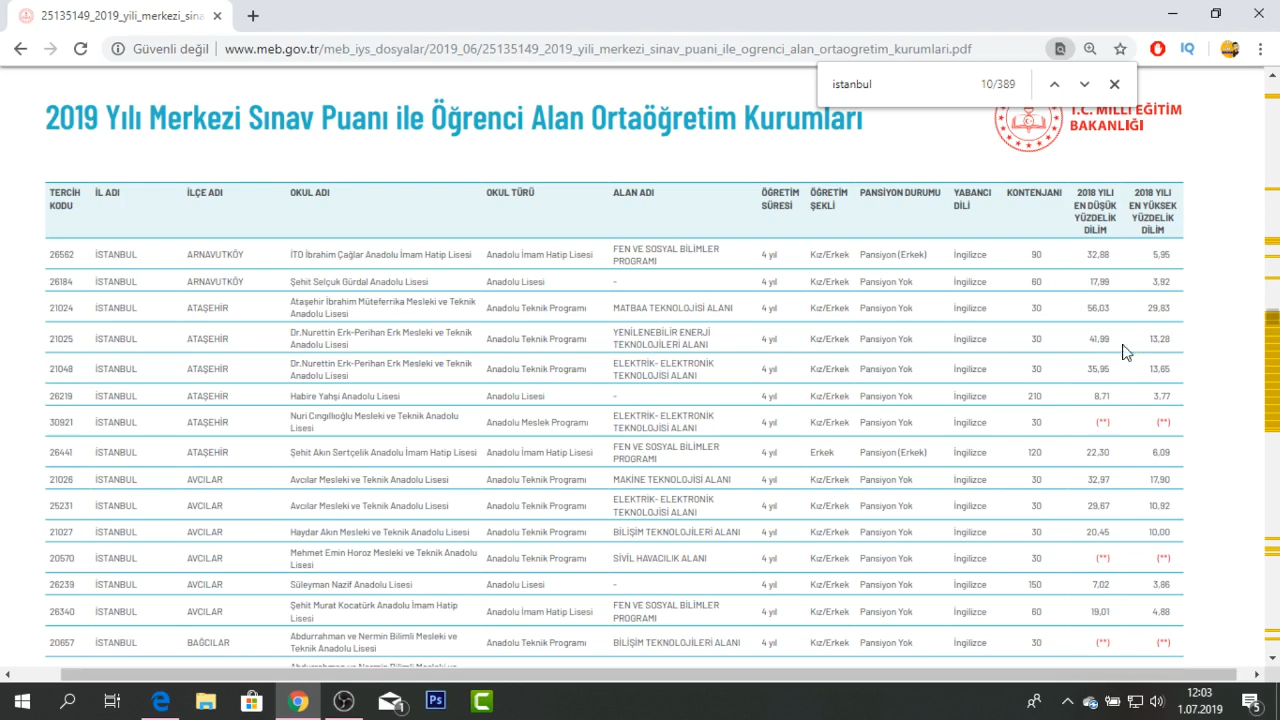 25135149_2019_yili_merkezi_sina
Güvenli değil
www.meb.gov.tr/meb_iys_dosyalar/2019_06/25135149_2019_yili_merkezi_sinav_puani_ile_ogrenci_alan_ortaogretim_kurumlari.pdf
IQ
istanbul 10/389
2019 Yılı Merkezi Sınav Puanı ile Öğrenci Alan Ortaöğretim Kurumları
T.C. MİLLİ EĞİTİM
BAKANLIĞI
TERCİH KODU İL ADI İLÇE ADI OKUL ADI OKUL TÜRÜ ALAN ADI ÖĞRETİM SÜRESİ ÖĞRETİM ŞEKLİ PANSİYON DURUMU YABANCI DİLİ KONTENJANI 2018 YILI EN DÜŞÜK YÜZDELİK DİLİM 2018 YILI EN YÜKSEK YÜZDELİK DİLİM
26562 İSTANBUL ARNAVUTKÖY İTO İbrahim Çağlar Anadolu İmam Hatip Lisesi Anadolu İmam Hatip Lisesi FEN VE SOSYAL BİLİMLER PROGRAMI 4 yıl Kız/Erkek Pansiyon (Erkek) İngilizce 90 32,88 5,95
26184 İSTANBUL ARNAVUTKÖY Şehit Selçuk Gürdal Anadolu Lisesi Anadolu Lisesi - 4 yıl Kız/Erkek Pansiyon Yok İngilizce 60 17,99 3,92
21024 İSTANBUL ATAŞEHİR Ataşehir İbrahim Müteferrika Mesleki ve Teknik Anadolu Lisesi Anadolu Teknik Programı MATBAA TEKNOLOJİSİ ALANI 4 yıl Kız/Erkek Pansiyon Yok İngilizce 30 56,03 29,83
21025 İSTANBUL ATAŞEHİR Dr.Nurettin Erk-Perihan Erk Mesleki ve Teknik Anadolu Lisesi Anadolu Teknik Programı YENİLENEBİLİR ENERJİ TEKNOLOJİLERİ ALANI 4 yıl Kız/Erkek Pansiyon Yok İngilizce 30 41,99 13,28
21048 İSTANBUL ATAŞEHİR Dr.Nurettin Erk-Perihan Erk Mesleki ve Teknik Anadolu Lisesi Anadolu Teknik Programı ELEKTRİK- ELEKTRONİK TEKNOLOJİSİ ALANI 4 yıl Kız/Erkek Pansiyon Yok İngilizce 30 35,95 13,65
26219 İSTANBUL ATAŞEHİR Habire Yahşi Anadolu Lisesi Anadolu Lisesi - 4 yıl Kız/Erkek Pansiyon Yok İngilizce 210 8,71 3,77
30921 İSTANBUL ATAŞEHİR Nuri Cıngıllıoğlu Mesleki ve Teknik Anadolu Lisesi Anadolu Meslek Programı ELEKTRİK- ELEKTRONİK TEKNOLOJİSİ ALANI 4 yıl Kız/Erkek Pansiyon Yok İngilizce 30 (**) (**)
26441 İSTANBUL ATAŞEHİR Şehit Akın Sertçelik Anadolu İmam Hatip Lisesi Anadolu İmam Hatip Lisesi FEN VE SOSYAL BİLİMLER PROGRAMI 4 yıl Erkek Pansiyon (Erkek) İngilizce 120 22,30 6,09
21026 İSTANBUL AVCILAR Avcılar Mesleki ve Teknik Anadolu Lisesi Anadolu Teknik Programı MAKİNE TEKNOLOJİSİ ALANI 4 yıl Kız/Erkek Pansiyon Yok İngilizce 30 32,97 17,90
25231 İSTANBUL AVCILAR Avcılar Mesleki ve Teknik Anadolu Lisesi Anadolu Teknik Programı ELEKTRİK- ELEKTRONİK TEKNOLOJİSİ ALANI 4 yıl Kız/Erkek Pansiyon Yok İngilizce 30 29,67 10,92
21027 İSTANBUL AVCILAR Haydar Akın Mesleki ve Teknik Anadolu Lisesi Anadolu Teknik Programı BİLİŞİM TEKNOLOJİLERİ ALANI 4 yıl Kız/Erkek Pansiyon Yok İngilizce 30 20,45 10,00
20570 İSTANBUL AVCILAR Mehmet Emin Horoz Mesleki ve Teknik Anadolu Lisesi Anadolu Teknik Programı SİVİL HAVACILIK ALANI 4 yıl Kız/Erkek Pansiyon Yok İngilizce 30 (**) (**)
26239 İSTANBUL AVCILAR Süleyman Nazif Anadolu Lisesi Anadolu Lisesi - 4 yıl Kız/Erkek Pansiyon Yok İngilizce 150 7,02 3,86
26340 İSTANBUL AVCILAR Şehit Murat Kocatürk Anadolu İmam Hatip Lisesi Anadolu İmam Hatip Lisesi FEN VE SOSYAL BİLİMLER PROGRAMI 4 yıl Kız/Erkek Pansiyon Yok İngilizce 60 19,01 4,88
20657 İSTANBUL BAĞCILAR Abdurrahman ve Nermin Bilimli Mesleki ve Teknik Anadolu Lisesi Anadolu Teknik Programı BİLİŞİM TEKNOLOJİLERİ ALANI 4 yıl Kız/Erkek Pansiyon Yok İngilizce 30 (**) (**)
1
Ps
12:03
1.07.2019
5